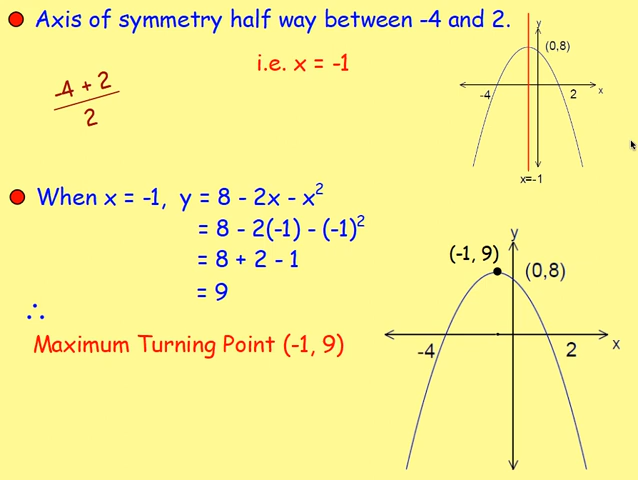 Axis of symmetry half way between -4 and 2.
i.e. x = -1
-4 + 2
2
y
(0,8)
-4
2
x
x=-1
When x = -1, y = 8 - 2x - x²
= 8 - 2(-1) - (-1)²
= 8 + 2 - 1
= 9
∴
Maximum Turning Point (-1, 9)
y
(-1, 9)
(0,8)
-4
2
x